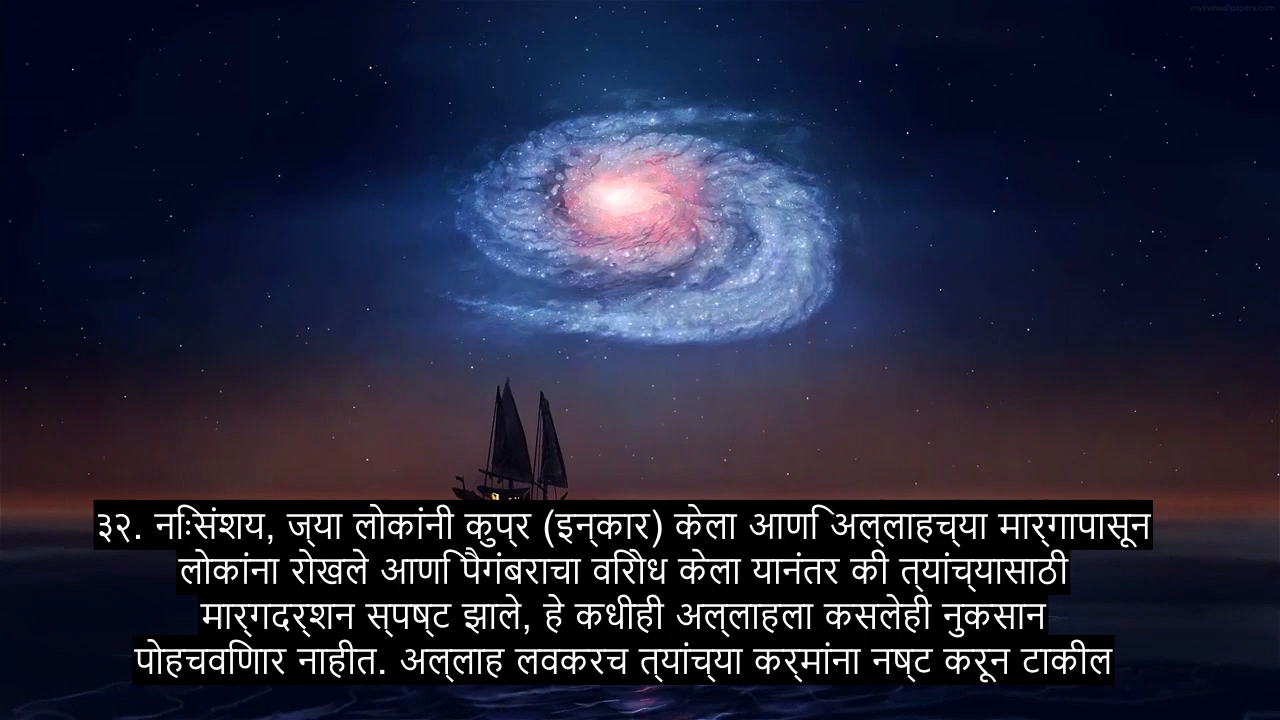 ३२. निःसंशय, ज्या लोकांनी कुप्र (इन्कार) केला आणि अल्लाहच्या मार्गापासून
लोकांना रोखले आणि पैगंबराचा विरोध केला यानंतर की त्यांच्यासाठी
मार्गदर्शन स्पष्ट झाले, हे कधीही अल्लाहला कसलेही नुकसान
पोहचविणार नाहीत. अल्लाह लवकरच त्यांच्या कर्मांना नष्ट करून टाकील